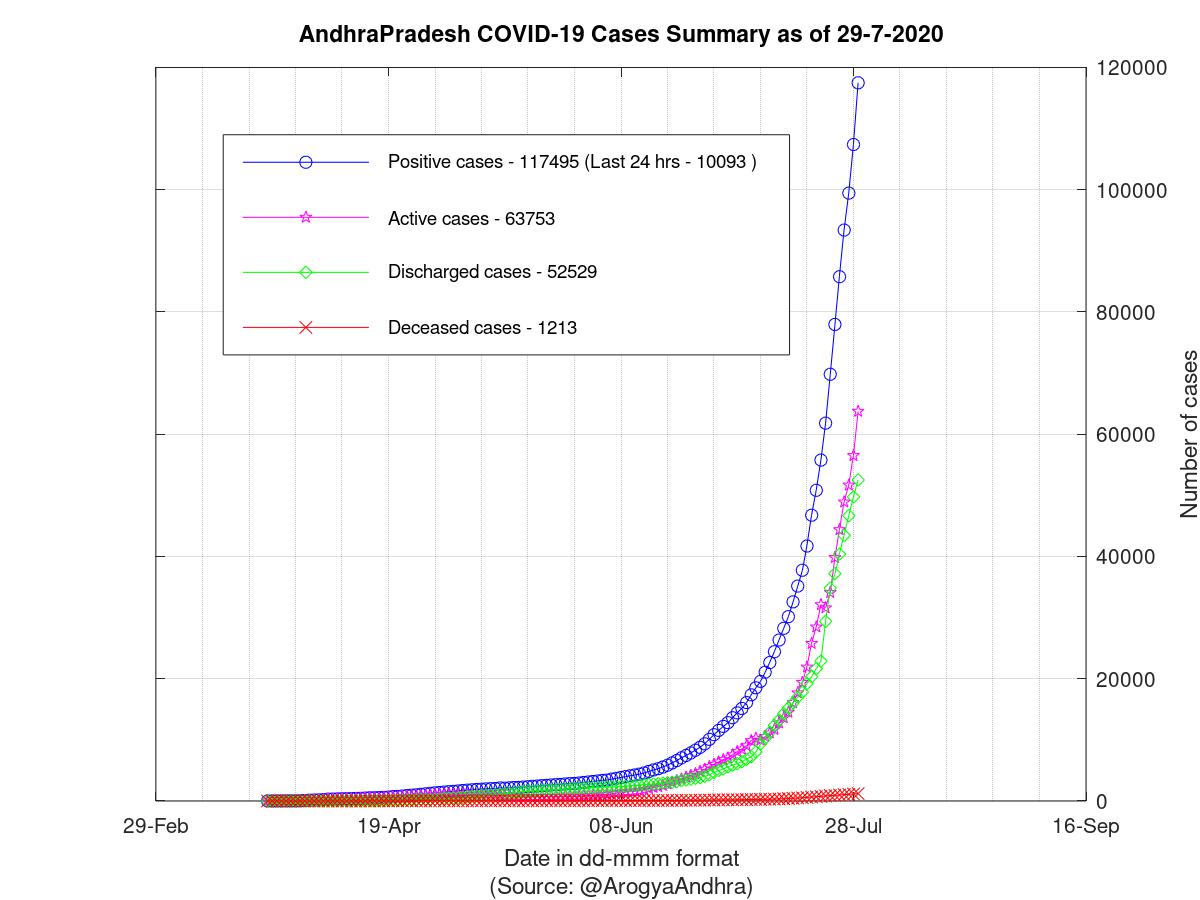 AndhraPradesh COVID-19 Cases Summary as of 29-7-2020
120000
Positive cases - 117495 (Last 24 hrs - 10093 )
100000
Active cases - 63753
Discharged cases - 52529
80000
Deceased cases - 1213
60000
Number of cases
40000
20000
0
29-Feb 19-Apr 08-Jun 28-Jul 16-Sep
Date in dd-mmm format
(Source: @ArogyaAndhra)